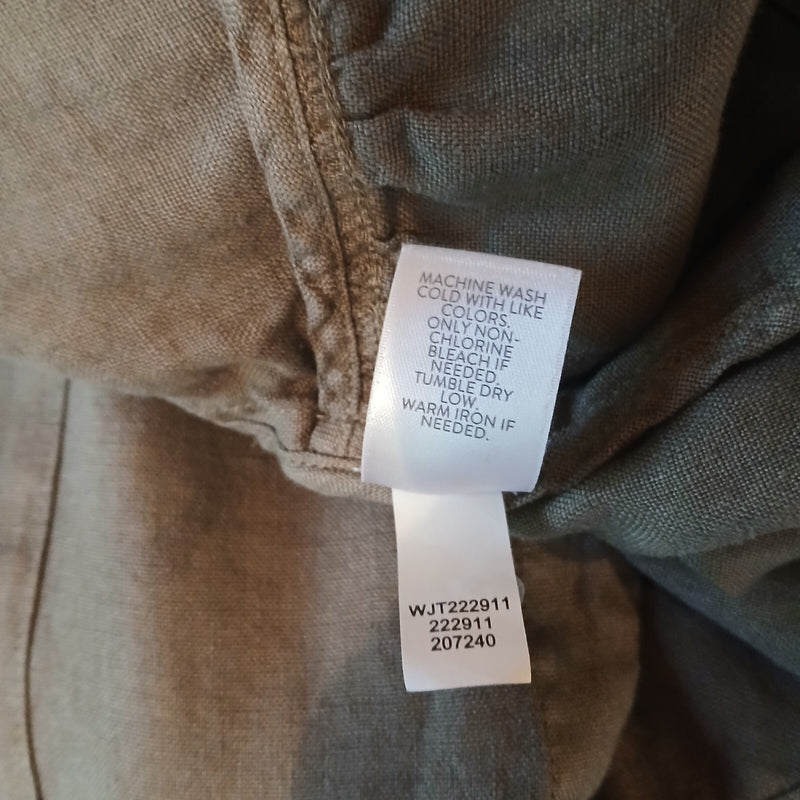 MACHINE WASH
COLD WITH LIKE
COLORS.
ONLY NON-
CHLORINE
BLEACH IF
NEEDED.
TUMBLE DRY
LOW,
WARM IRON IF
NEEDED.
WJT222911
222911
207240